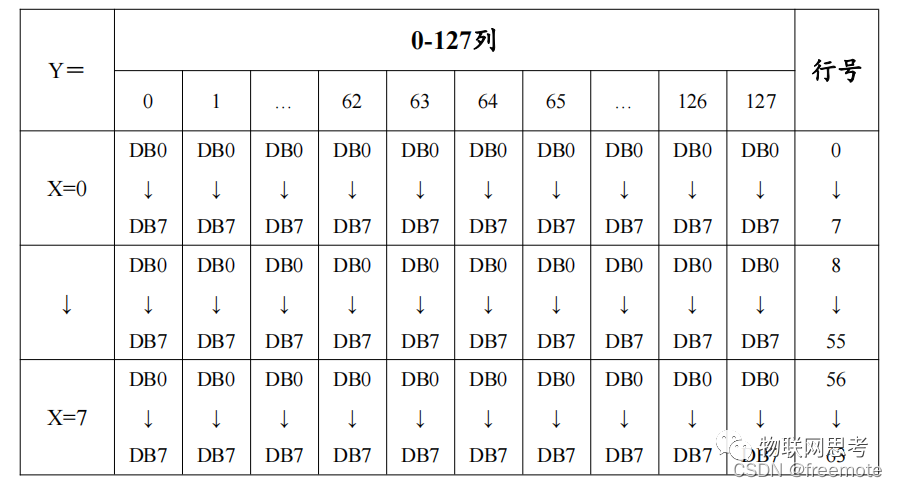 Y＝ 0-127列 行号
0 1 ... 62 63 64 65 ... 126 127
X=0 DB0 DB0 DB0 DB0 DB0 DB0 DB0 DB0 DB0 DB0 0
↓ ↓ ↓ ↓ ↓ ↓ ↓ ↓ ↓ ↓ ↓
DB7 DB7 DB7 DB7 DB7 DB7 DB7 DB7 DB7 DB7 7
↓ DB0 DB0 DB0 DB0 DB0 DB0 DB0 DB0 DB0 DB0 8
↓ ↓ ↓ ↓ ↓ ↓ ↓ ↓ ↓ ↓ ↓
DB7 DB7 DB7 DB7 DB7 DB7 DB7 DB7 DB7 DB7 55
X=7 DB0 DB0 DB0 DB0 DB0 DB0 DB0 DB0 DB0 DB0 56
↓ ↓ ↓ ↓ ↓ ↓ ↓ ↓ ↓ ↓ ↓
DB7 DB7 DB7 DB7 DB7 DB7 DB7 DB7 DB7 DB7 63
物联网思考
CSDN @freemote